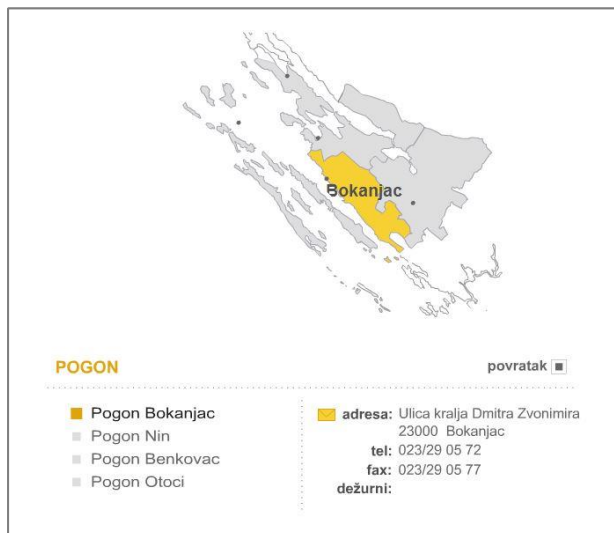 Bokanjac
POGON
povratak
Pogon Bokanjac
Pogon Nin
Pogon Benkovac
Pogon Otoci
adresa: Ulica kralja Dmitra Zvonimira
23000 Bokanjac
tel: 023/29 05 72
fax: 023/29 05 77
dežurni: